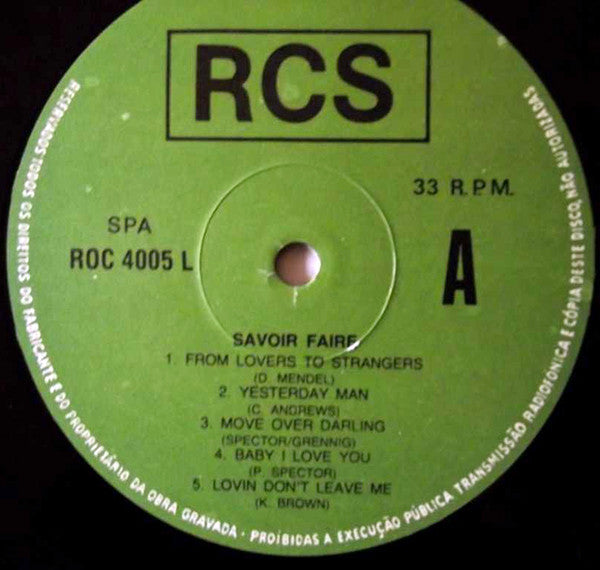 RCS
33 R.P.M.
SPA
ROC 4005 L
A
SAVOIR FAIRE
1. FROM LOVERS TO STRANGERS
(D. MENDEL)
2. YESTERDAY MAN
(C. ANDREWS)
3. MOVE OVER DARLING
(SPECTOR/GRENNIG)
4. BABY I LOVE YOU
(P. SPECTOR)
5. LOVIN DON'T LEAVE ME
(K. BROWN)
RESERVADOS TODOS OS DIREITOS DO FABRICANTE E DO PROPRIETÁRIO DA OBRA GRAVADA - PROIBIDAS A EXECUÇÃO PÚBLICA TRANSMISSÃO RADIOFÓNICA E CÓPIA DESTE DISCO, NÃO AUTORIZADAS